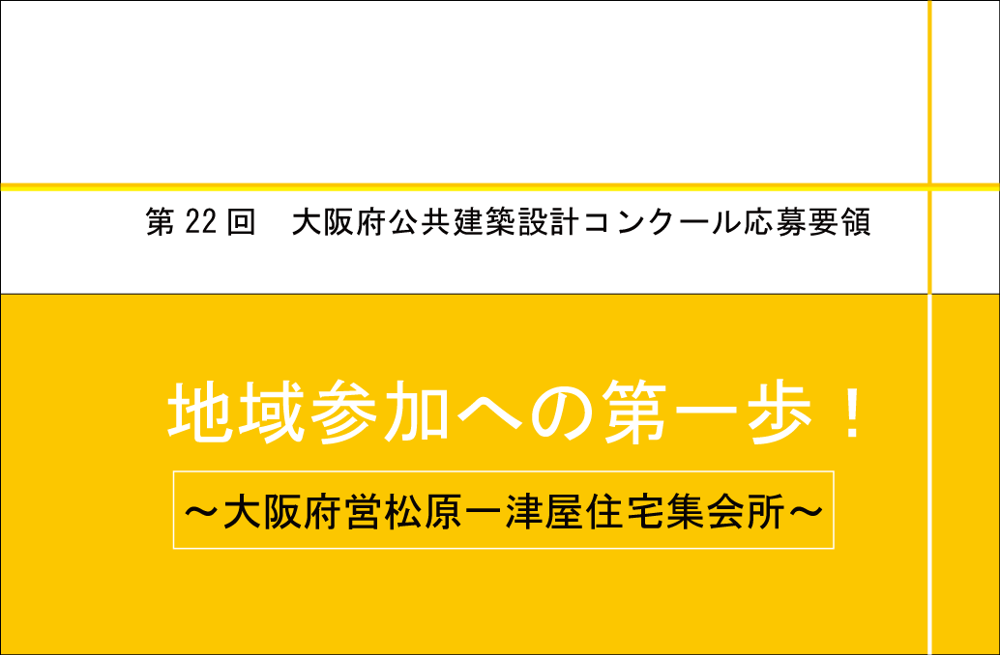 第 22 回　大阪府公共建築設計コンクール応募要領
地域参加への第一歩！
～大阪府営松原一津屋住宅集会所～